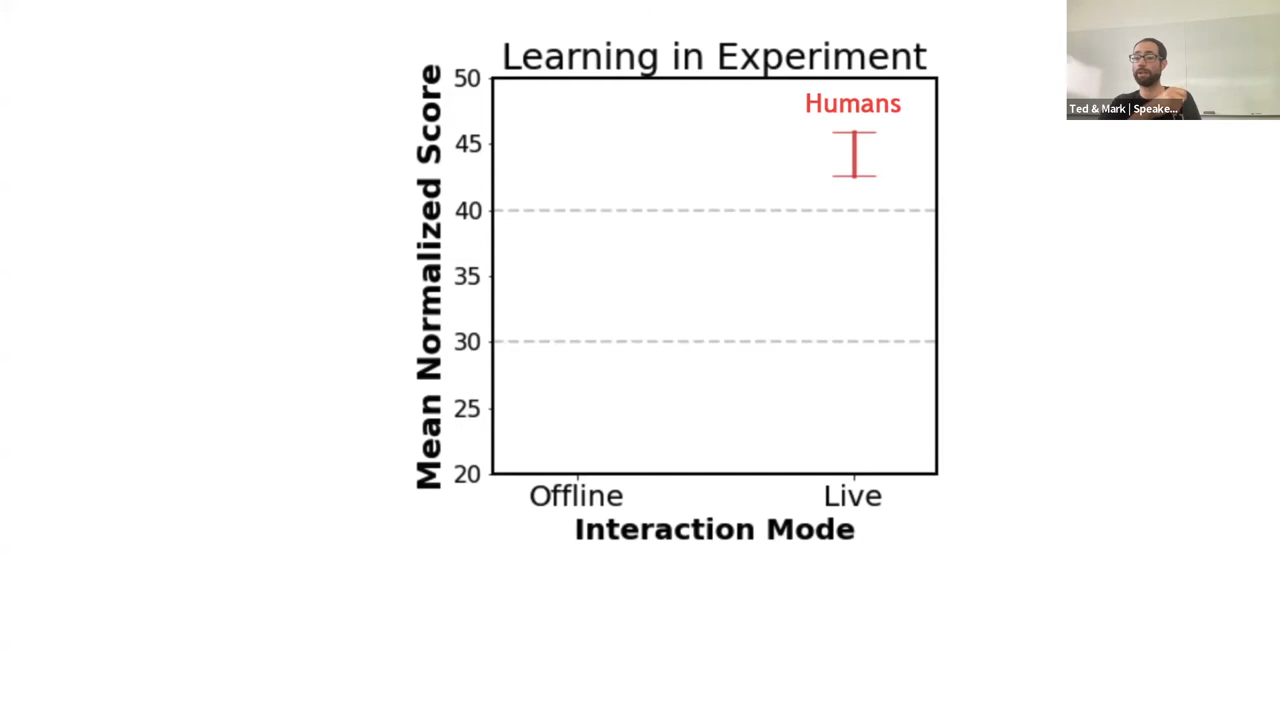 Learning in Experiment
Mean Normalized Score
50
45
40
35
30
25
20
Humans
Offline
Live
Interaction Mode
Ted & Mark | Speake...